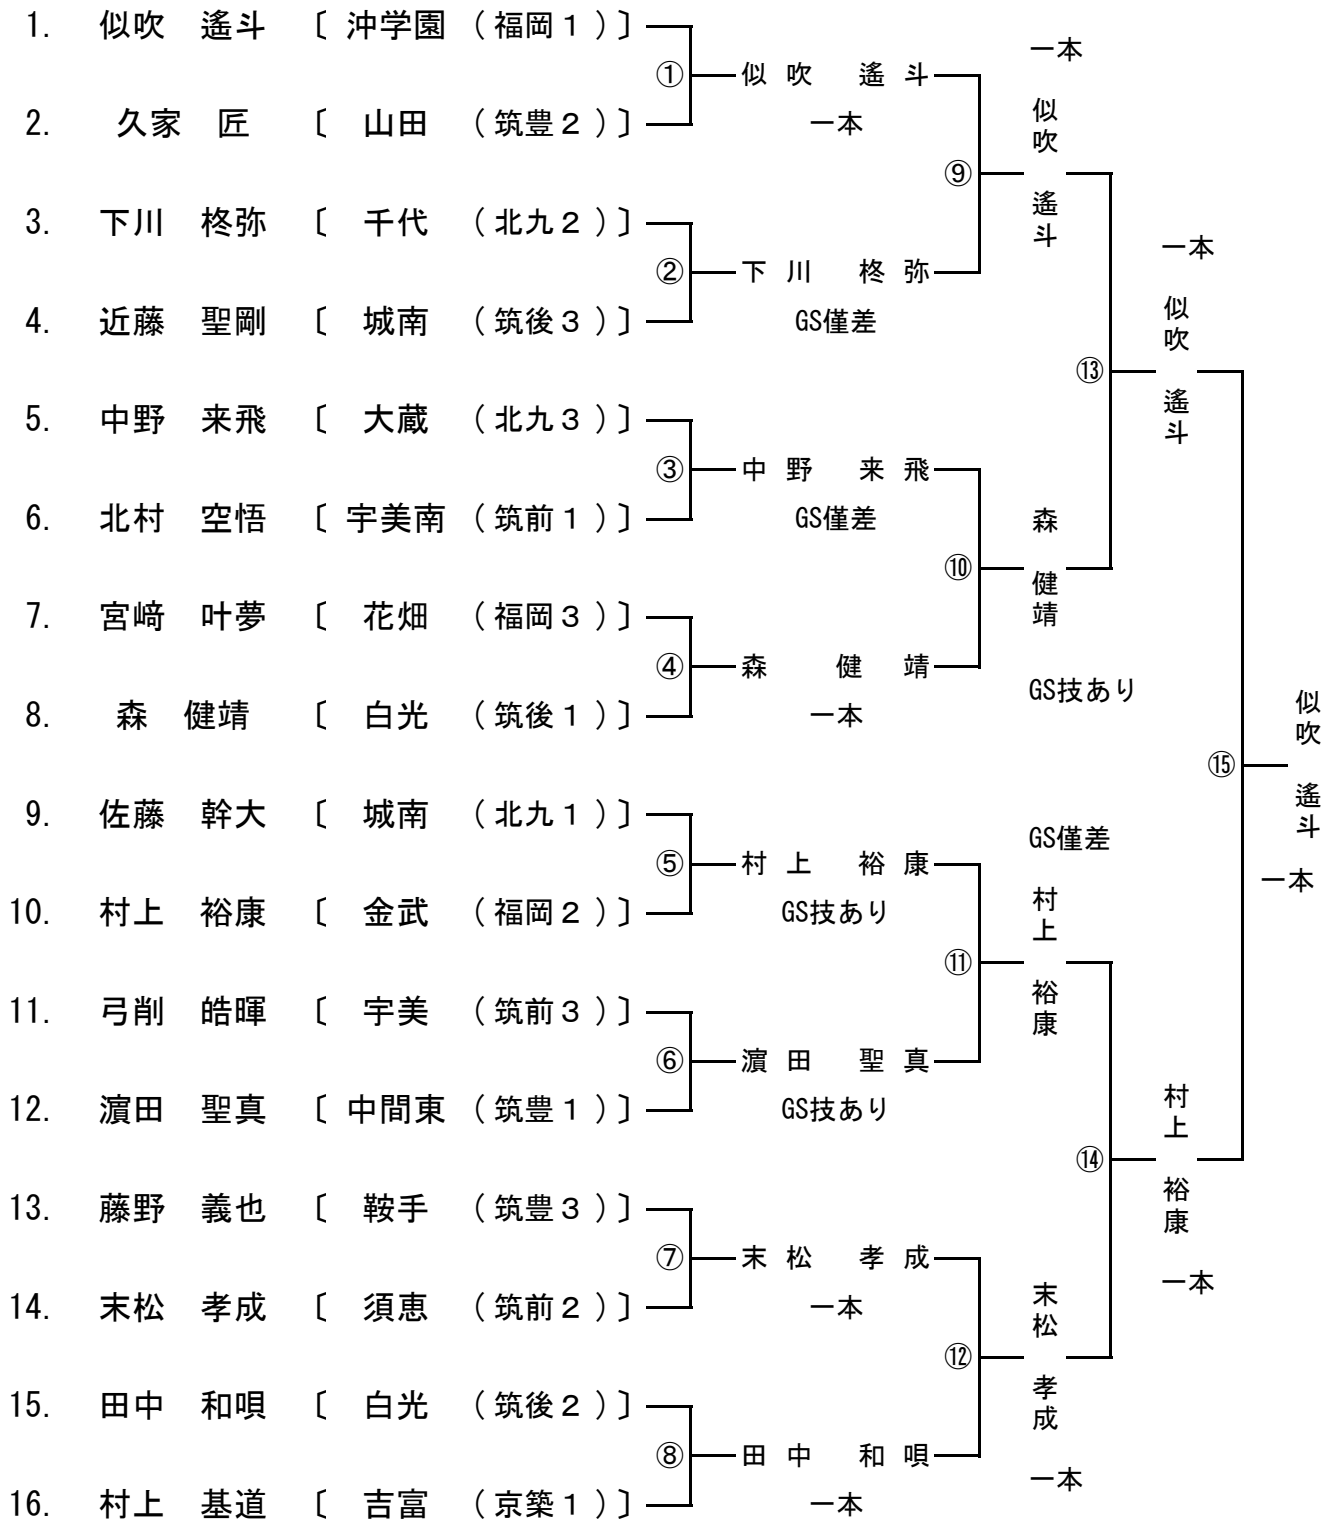 1. 似吹 遙斗 〔 沖学園 （福岡１）〕
2. 久家 匠 〔 山田 （筑豊２）〕
3. 下川 柊弥 〔 千代 （北九２）〕
4. 近藤 聖剛 〔 城南 （筑後３）〕
5. 中野 来飛 〔 大蔵 （北九３）〕
6. 北村 空悟 〔 宇美南 （筑前１）〕
7. 宮﨑 叶夢 〔 花畑 （福岡３）〕
8. 森 健靖 〔 白光 （筑後１）〕
9. 佐藤 幹大 〔 城南 （北九１）〕
10. 村上 裕康 〔 金武 （福岡２）〕
11. 弓削 皓暉 〔 宇美 （筑前３）〕
12. 濵田 聖真 〔 中間東 （筑豊１）〕
13. 藤野 義也 〔 鞍手 （筑豊３）〕
14. 末松 孝成 〔 須恵 （筑前２）〕
15. 田中 和唄 〔 白光 （筑後２）〕
16. 村上 基道 〔 吉富 （京築１）〕
① 似吹 遙斗
一本
② 下川 柊弥
GS僅差
③ 中野 来飛
GS僅差
④ 森 健靖
一本
⑤ 村上 裕康
GS技あり
⑥ 濵田 聖真
GS技あり
⑦ 末松 孝成
一本
⑧ 田中 和唄
一本
一本
⑨ 似吹 遙斗
⑩ 森 健靖
GS技あり
GS僅差
⑪ 村上 裕康
⑫ 末松 孝成
一本
一本
⑬ 似吹 遙斗
⑭ 村上 裕康
一本
⑮ 似吹 遙斗
一本